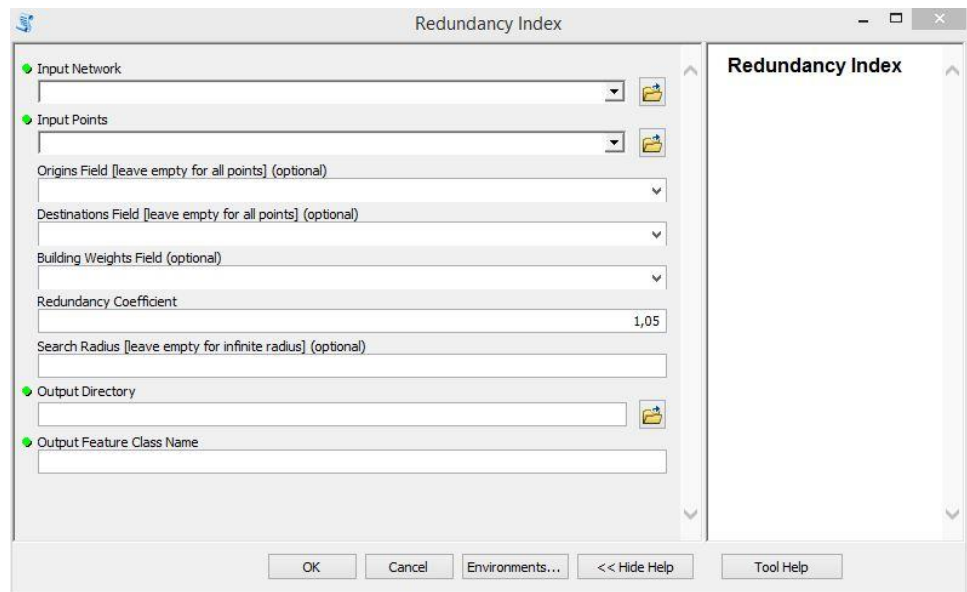 Redundancy Index
Input Network
Input Points
Origins Field [leave empty for all points] (optional)
Destinations Field [leave empty for all points] (optional)
Building Weights Field (optional)
Redundancy Coefficient
1,05
Search Radius [leave empty for infinite radius] (optional)
Output Directory
Output Feature Class Name
Redundancy Index
OK
Cancel
Environments...
<< Hide Help
Tool Help